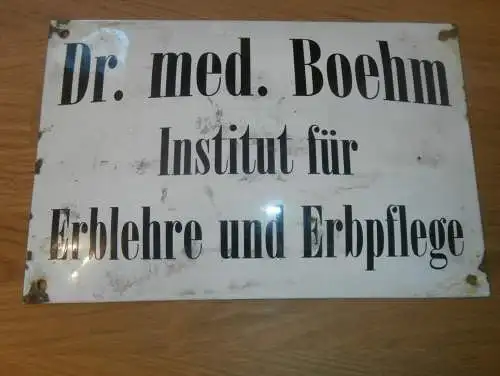 Dr. med. Boehm
Institut für
Erblehre und Erbpflege